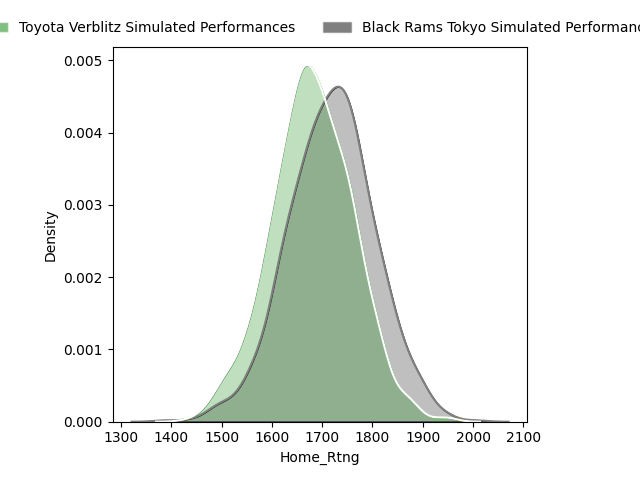 Toyota Verblitz Simulated Performances
Black Rams Tokyo Simulated
0.005
0.004
0.003
0.002
0.001
0.000
Density
1300 1400 1500 1600 1700 1800 1900 2000 2100
Home_Rtng